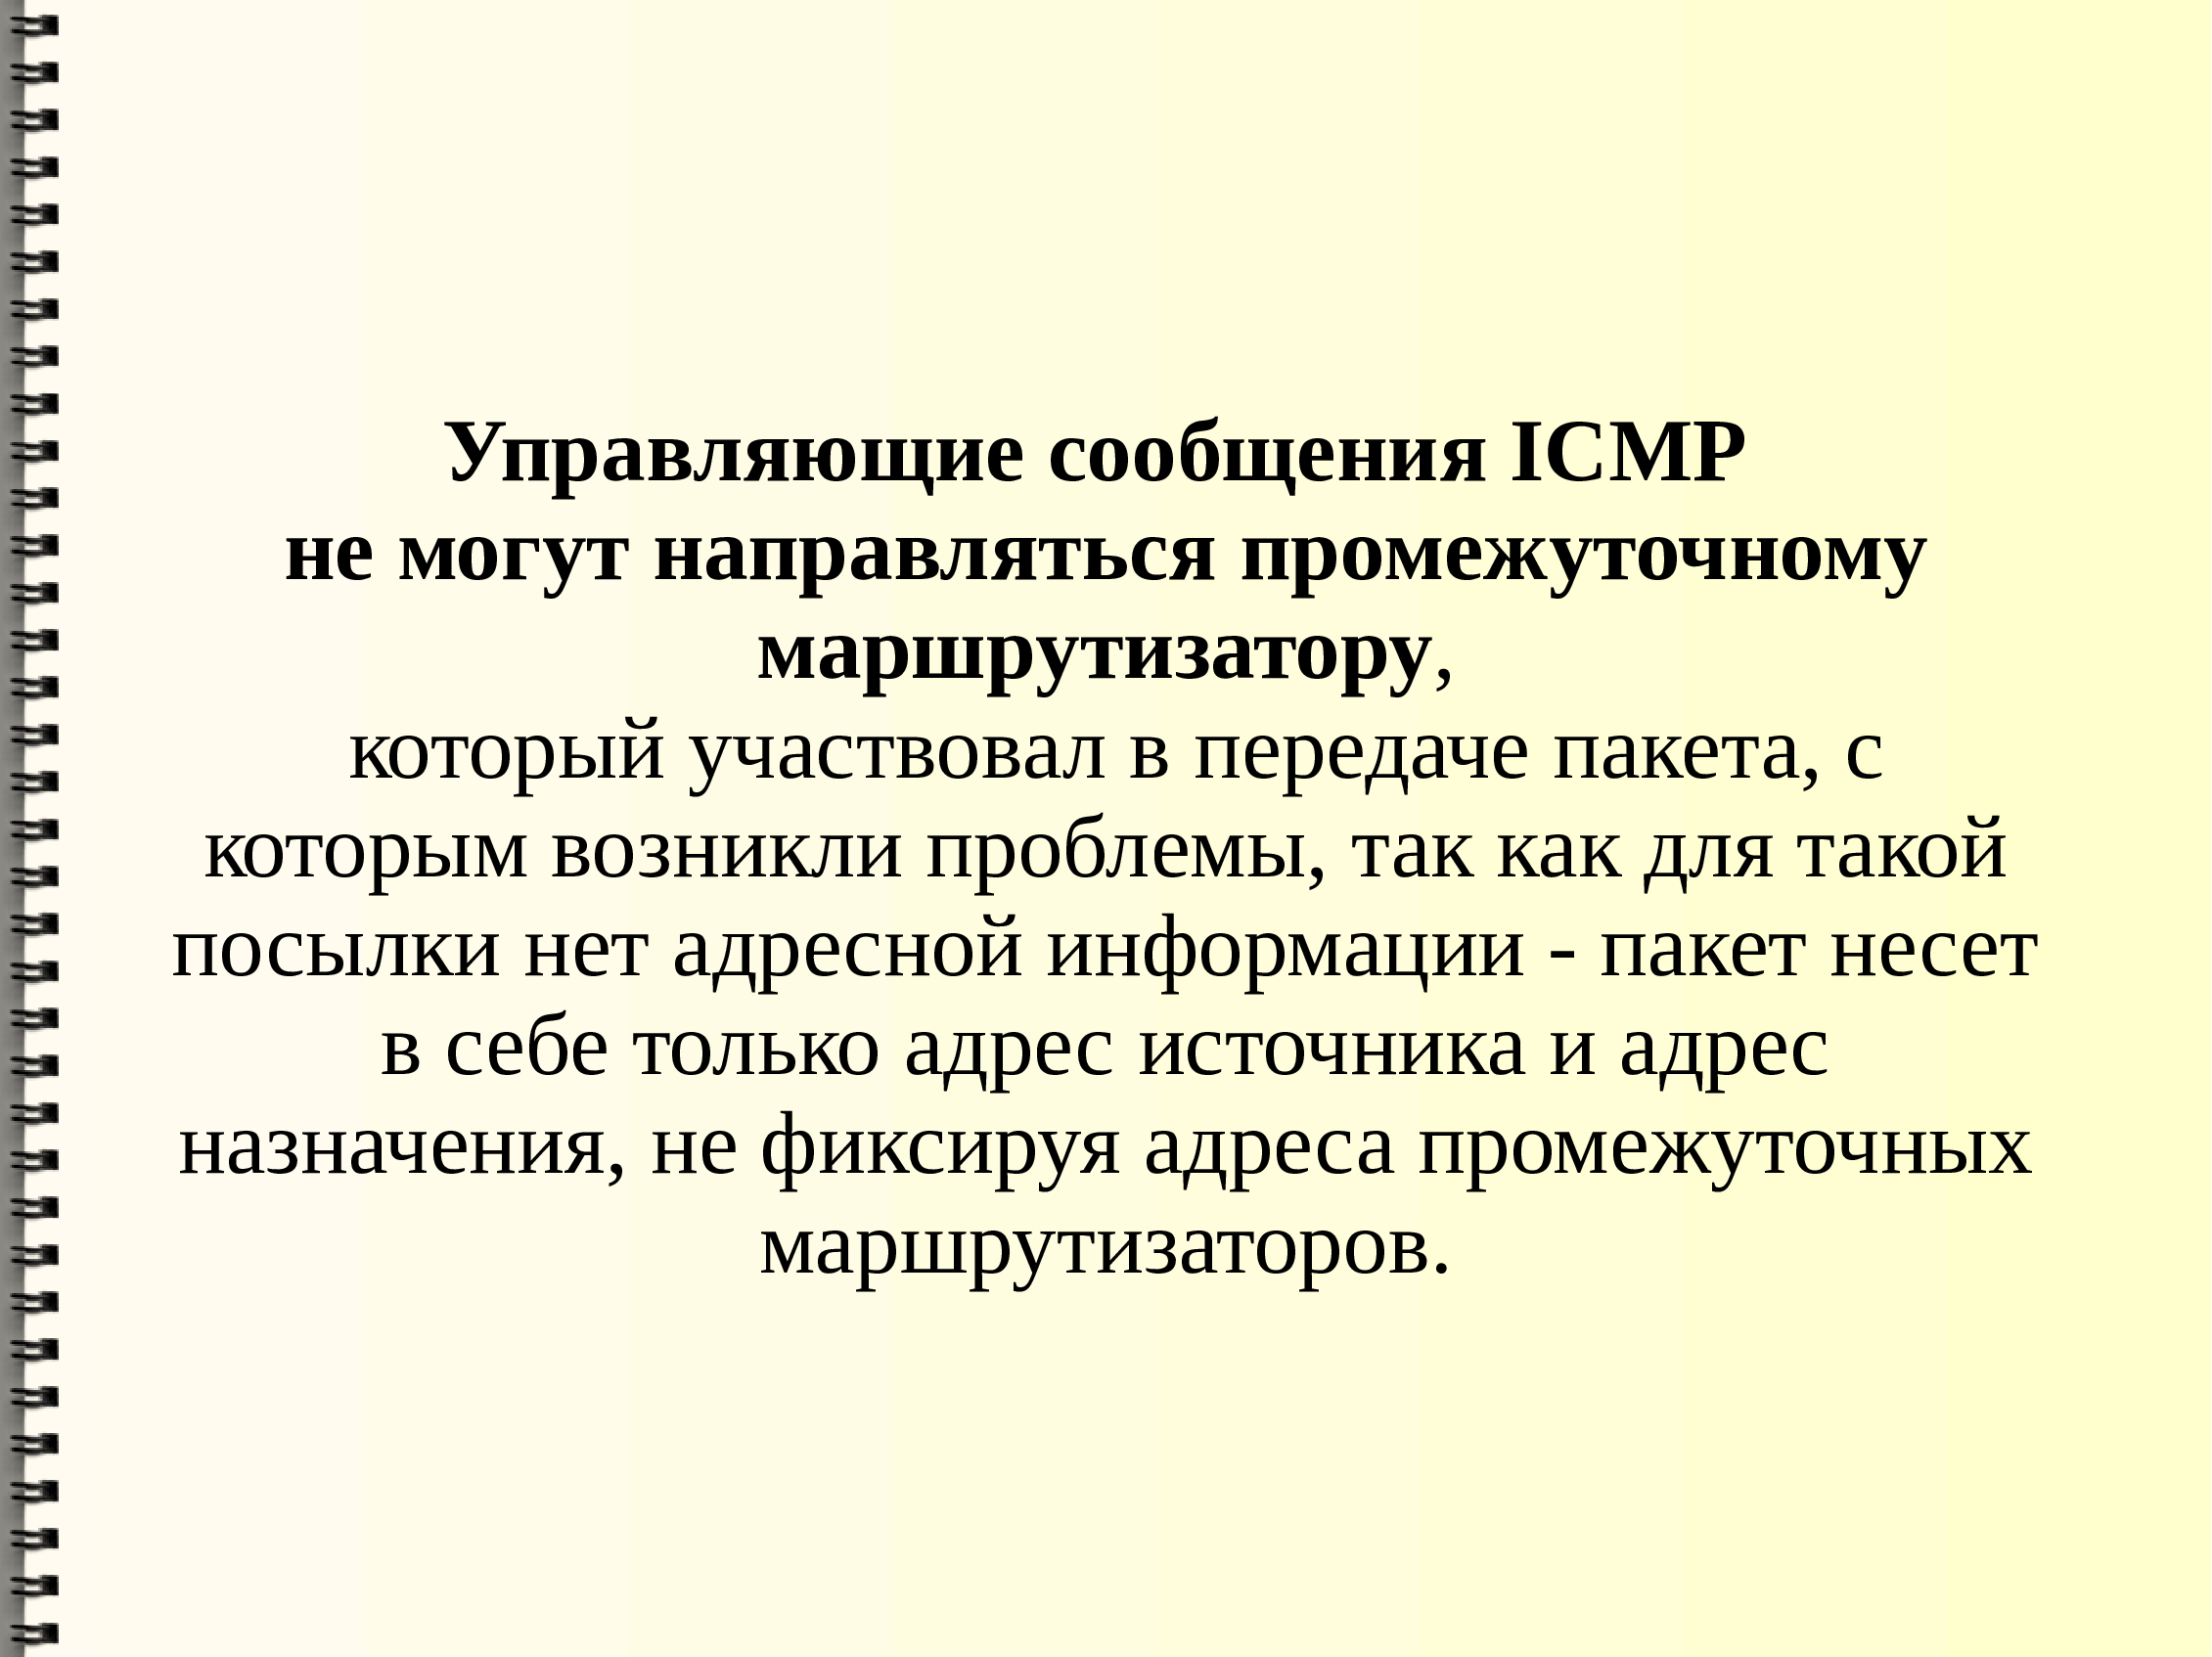 Управляющие сообщения ICMP
не могут направляться промежуточному
маршрутизатору,
который участвовал в передаче пакета, с
которым возникли проблемы, так как для такой
посылки нет адресной информации - пакет несет
в себе только адрес источника и адрес
назначения, не фиксируя адреса промежуточных
маршрутизаторов.